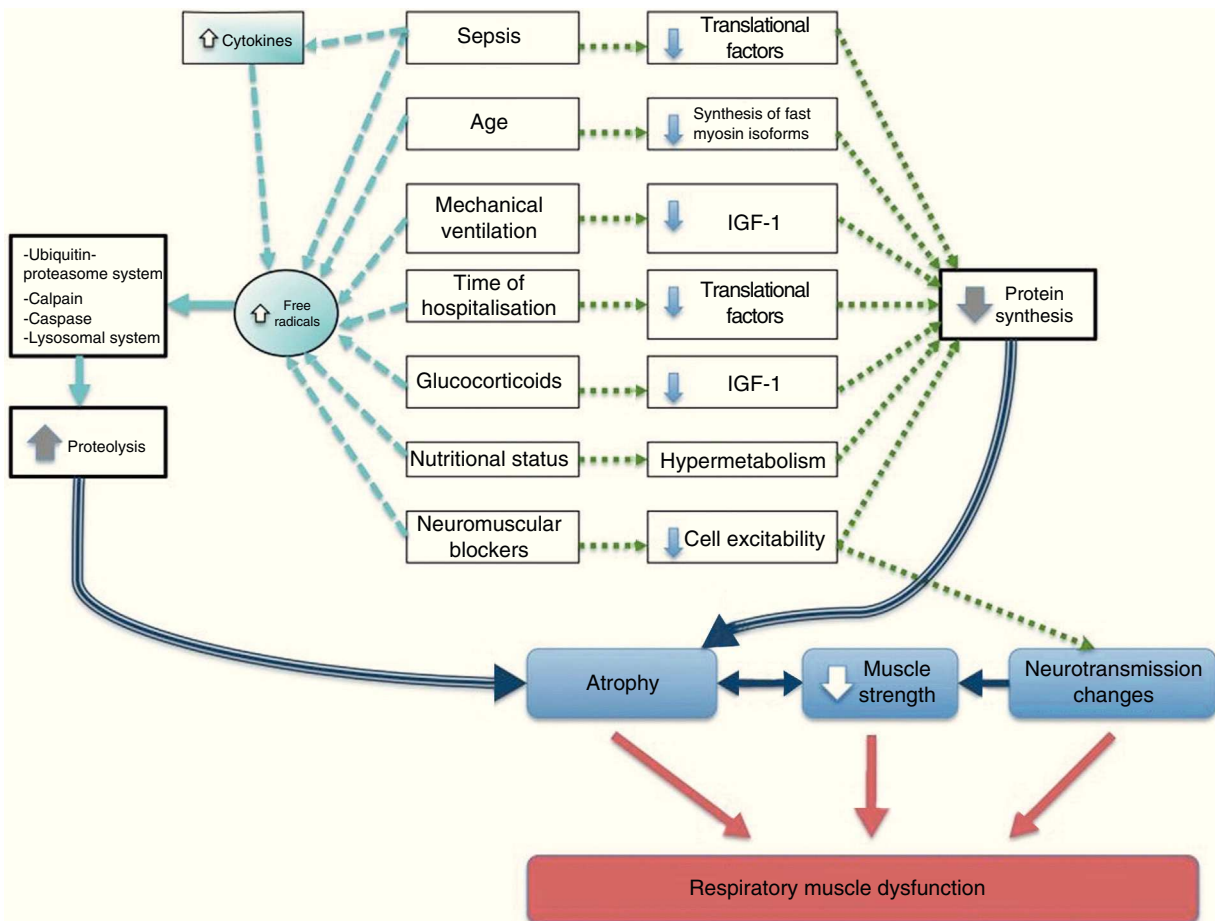 Cytokines
Sepsis
Translational
factors
Age
Synthesis of fast
myosin isoforms
Mechanical
ventilation
IGF-1
-Ubiquitin-
proteasome system
-Calpain
-Caspase
-Lysosomal system
Free
radicals
Time of
hospitalisation
Translational
factors
Protein
synthesis
Glucocorticoids
IGF-1
Proteolysis
Nutritional status
Hypermetabolism
Neuromuscular
blockers
Cell excitability
Atrophy
Muscle
strength
Neurotransmission
changes
Respiratory muscle dysfunction